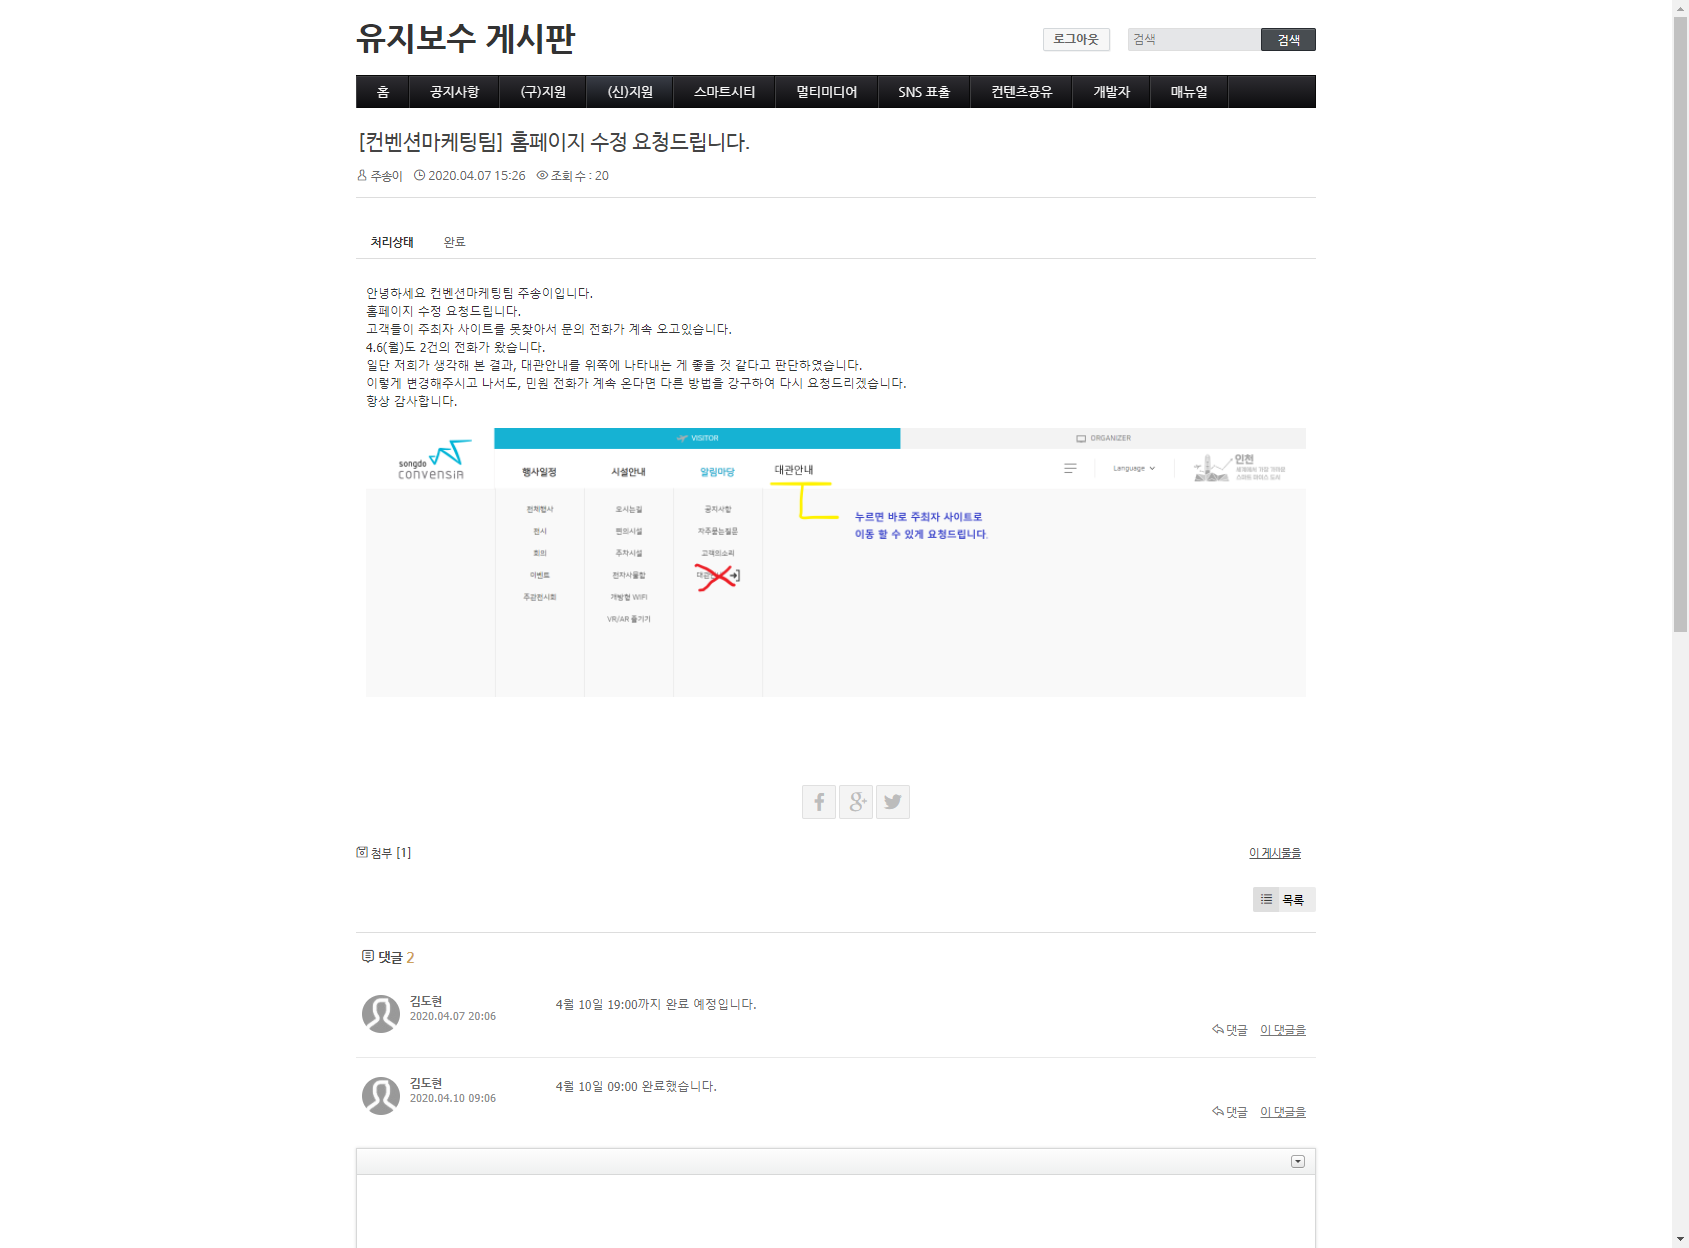 유지보수 게시판
로그아웃
검색
검색
홈
공지사항
(구)지원
(신)지원
스마트시티
멀티미디어
SNS 표출
컨텐츠공유
개발자
매뉴얼
[컨벤션마케팅팀] 홈페이지 수정 요청드립니다.
주송이 2020.04.07 15:26 조회 수 : 20
처리상태 완료
안녕하세요 컨벤션마케팅팀 주송이입니다.
홈페이지 수정 요청드립니다.
고객들이 주최자 사이트를 못찾아서 문의 전화가 계속 오고있습니다.
4.6(월)도 2건의 전화가 왔습니다.
일단 저희가 생각해 본 결과, 대관안내를 위쪽에 나타내는 게 좋을 것 같다고 판단하였습니다.
이렇게 변경해주시고 나서도, 민원 전화가 계속 온다면 다른 방법을 강구하여 다시 요청드리겠습니다.
항상 감사합니다.
VISITOR
ORGANIZER
songdo
convensia
행사일정
시설안내
알림마당
대관안내
Language
인천
전체행사
전시
회의
이벤트
주관전시회
오시는길
편의시설
주차시설
전자사물함
개방형 WIFI
VR/AR 즐기기
공지사항
자주묻는질문
고객의소리
누르면 바로 주최자 사이트로
이동 할 수 있게 요청드립니다.
첨부 [1]
이 게시물을
목록
댓글 2
김도현
2020.04.07 20:06
4월 10일 19:00까지 완료 예정입니다.
댓글 이 댓글을
김도현
2020.04.10 09:06
4월 10일 09:00 완료했습니다.
댓글 이 댓글을